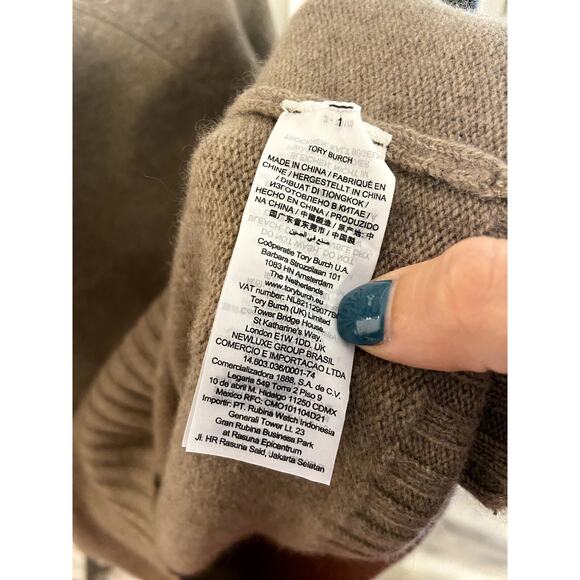 TORY BURCH
MADE IN CHINA / FABRIQUÉ EN
CHINE / HERGESTELLT IN CHINA
/ DIBUAT DI TIONGKOK /
ИЗГОТОВЛЕНО В КИТАЕ /
HECHO EN CHINA / PRODUZIDO
NA CHINA / 中國製造 / 原产地: 中
国广东省东莞市 / 中国製
صنع في الصين
Coöperatie Tory Burch U.A.
Barbara Strozzilaan 101
1083 HN Amsterdam
The Netherlands
www.toryburch.eu
VAT number:
Tory Burch (UK) Limited
Tower Bridge House,
St Katharine's Way,
London E1W 1DD, UK
NEWLUXE GROUP BRASIL
COMERCIO E IMPORTACAO LTDA
14.603.036/0001-74
Comercializadora 1888, S.A. de C.V.
Legaria 549 Torre 2 Piso 9
10 de abril M. Hidalgo 11250 CDMX
Mexico RFC: CMO101104D21
Importir: PT. Rubina Watch Indonesia
Generali Tower Lt. 23
Gran Rubina Business Park
at Rasuna Epicentrum
Jl. HR Rasuna Said, Jakarta Selatan